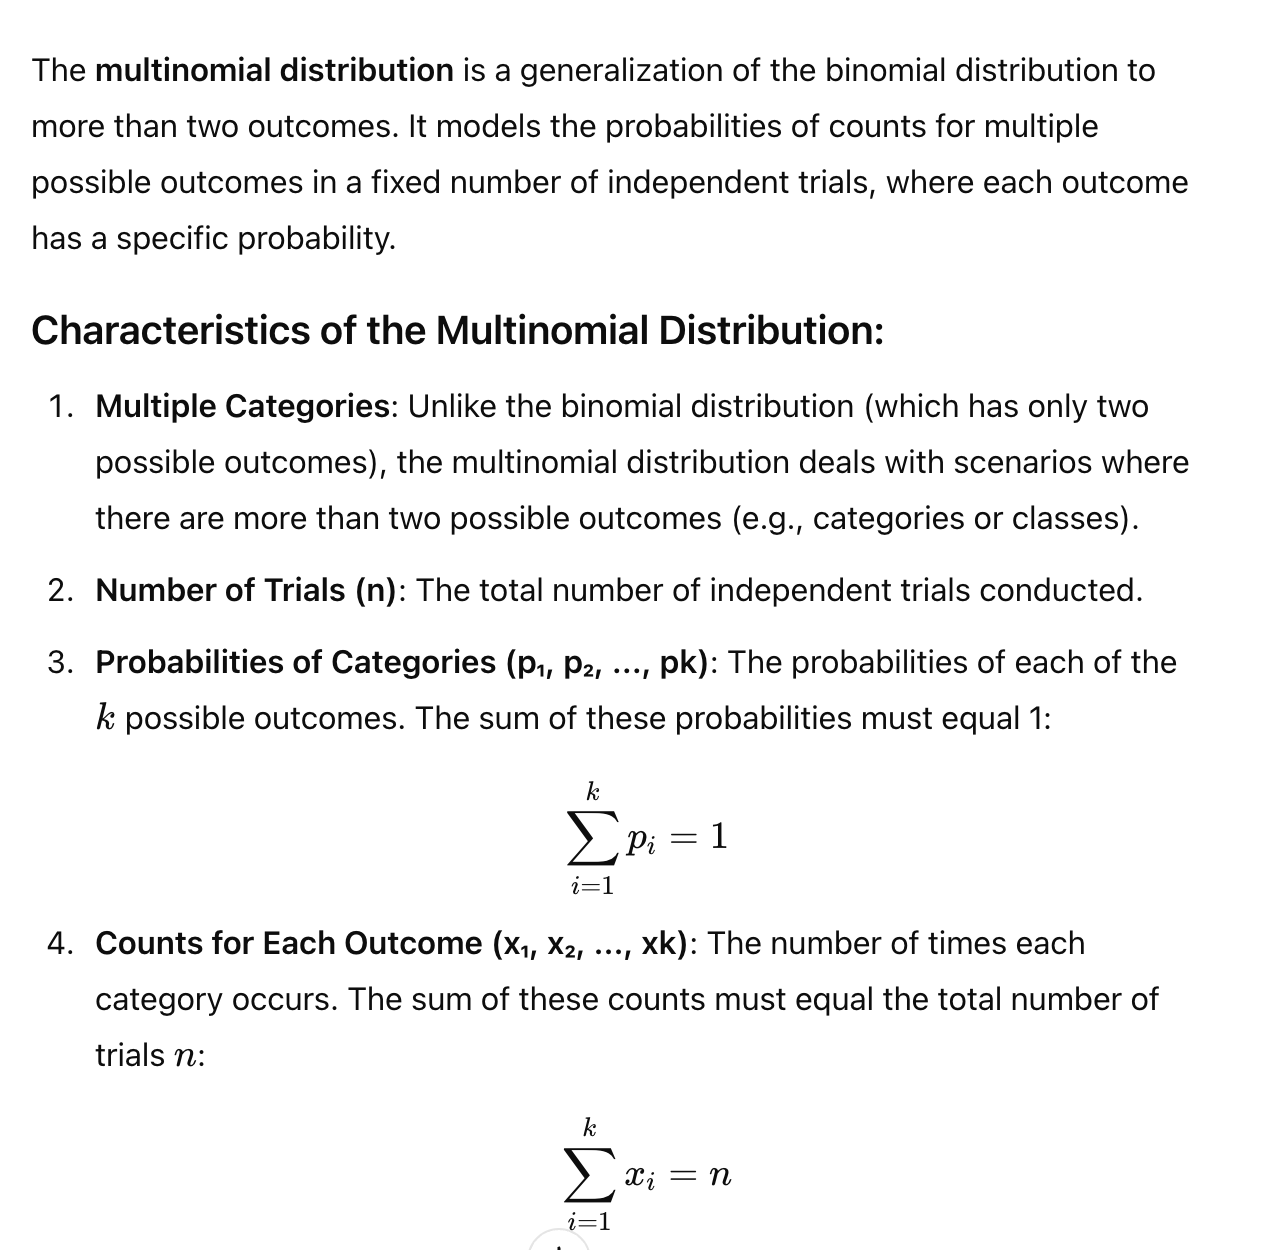 The multinomial distribution is a generalization of the binomial distribution to
more than two outcomes. It models the probabilities of counts for multiple
possible outcomes in a fixed number of independent trials, where each outcome
has a specific probability.
Characteristics of the Multinomial Distribution:
1. Multiple Categories: Unlike the binomial distribution (which has only two
possible outcomes), the multinomial distribution deals with scenarios where
there are more than two possible outcomes (e.g., categories or classes).
2. Number of Trials (n): The total number of independent trials conducted.
3. Probabilities of Categories (p₁, p₂, ..., pk): The probabilities of each of the
k possible outcomes. The sum of these probabilities must equal 1:
k
∑ pᵢ = 1
i=1
4. Counts for Each Outcome (x₁, x₂, ..., xk): The number of times each
category occurs. The sum of these counts must equal the total number of
trials n:
k
∑ xᵢ = n
i=1